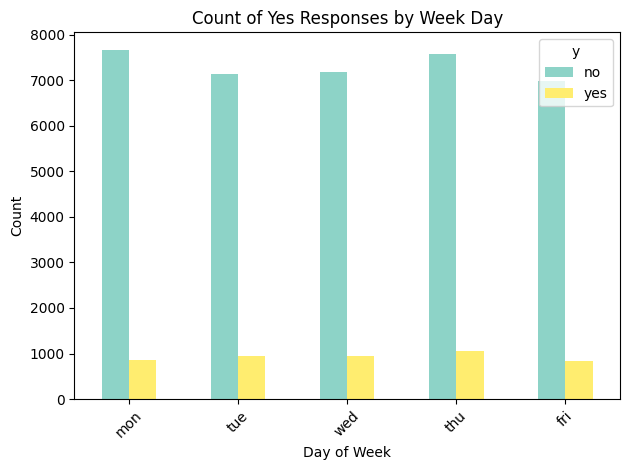 Count of Yes Responses by Week Day
y
no
yes
8000
7000
6000
5000
4000
3000
2000
1000
0
Count
mon
tue
wed
thu
fri
Day of Week